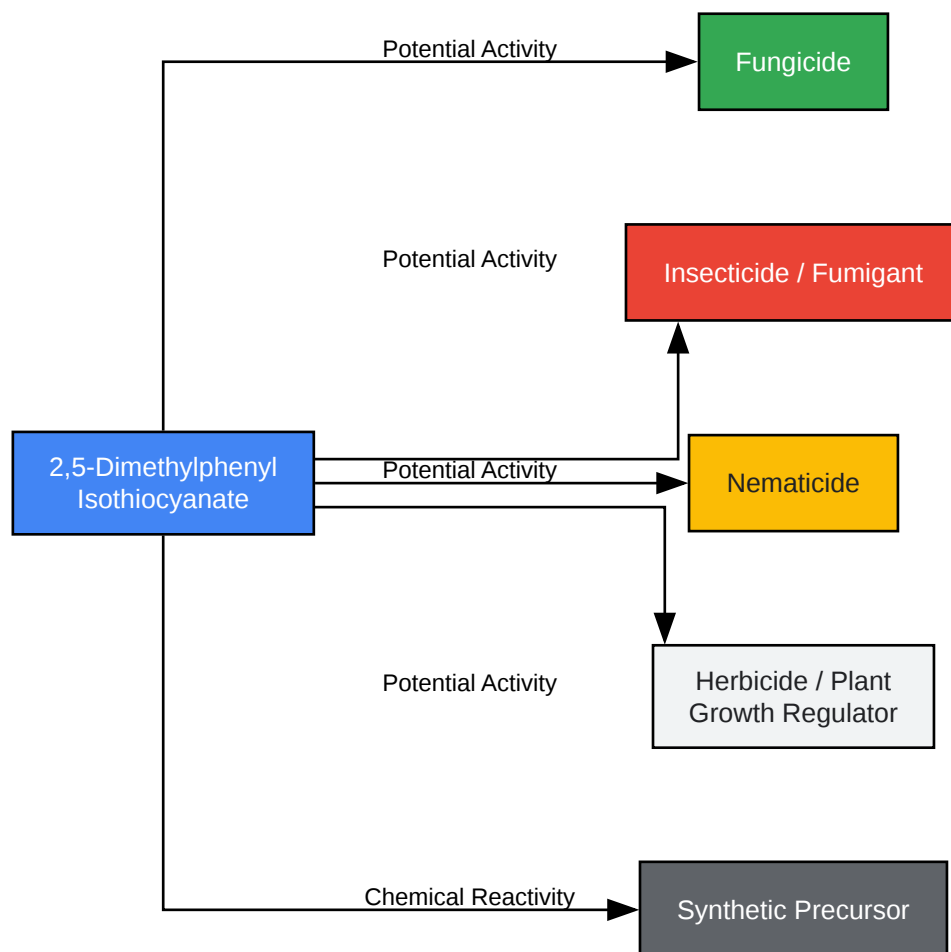 Potential Activity
Fungicide
Potential Activity
Insecticide / Fumigant
2,5-Dimethylphenyl
Isothiocyanate
Potential Activity
Nematicide
Potential Activity
Herbicide / Plant
Growth Regulator
Chemical Reactivity
Synthetic Precursor